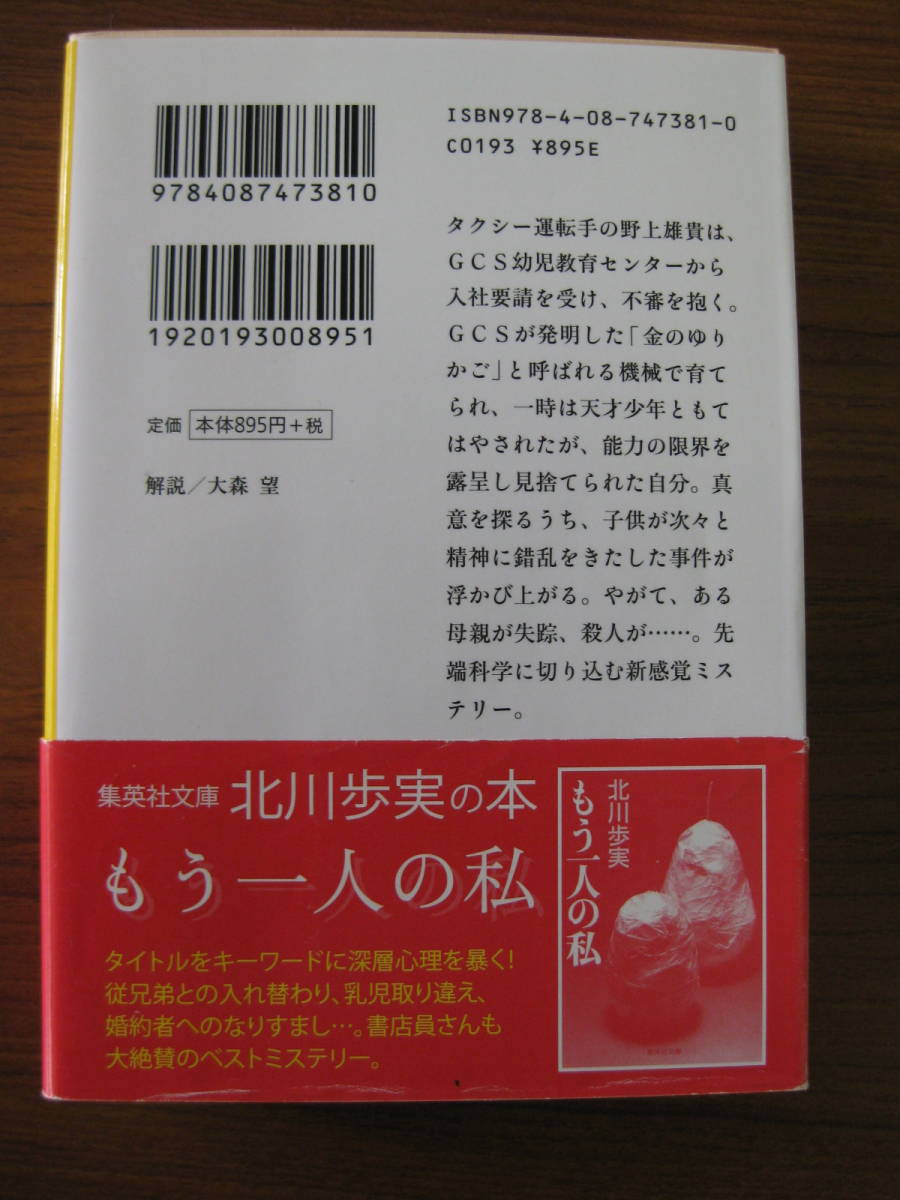 ISBN978-4-08-747381-0
C0193 ¥895E
9784087473810
1920193008951
定価 本体895円+税
解説／大森 望
タクシー運転手の野上雄貴は、
GCS幼児教育センターから
入社要請を受け、不審を抱く。
GCSが発明した「金のゆり
かご」と呼ばれる機械で育て
られ、一時は天才少年ともて
はやされたが、能力の限界を
露呈し見捨てられた自分。真
意を探るうち、子供が次々と
精神に錯乱をきたした事件が
浮かび上がる。やがて、ある
母親が失踪、殺人が……。先
端科学に切り込む新感覚ミス
テリー。
集英社文庫 北川歩実の本
もう一人の私
タイトルをキーワードに深層心理を暴く!
従兄弟との入れ替わり、乳児取り違え、
婚約者へのなりすまし…。書店員さんも
大絶賛のベストミステリー。
北川歩実
もう一人の私
集英社文庫